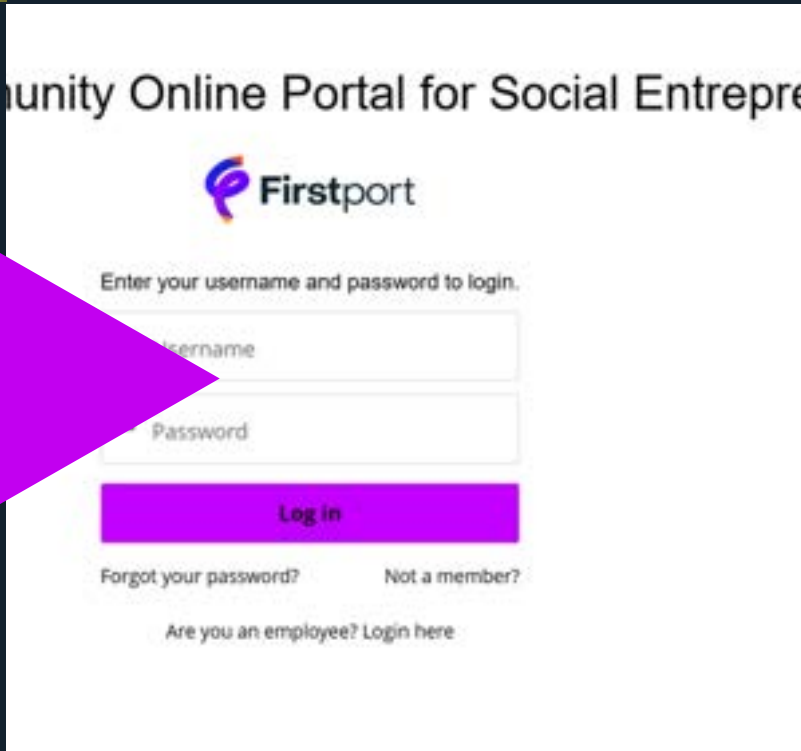 unity Online Portal for Social Entrepre
Firstport
Enter your username and password to login.
sername
Password
Log in
Forgot your password? Not a member?
Are you an employee? Login here